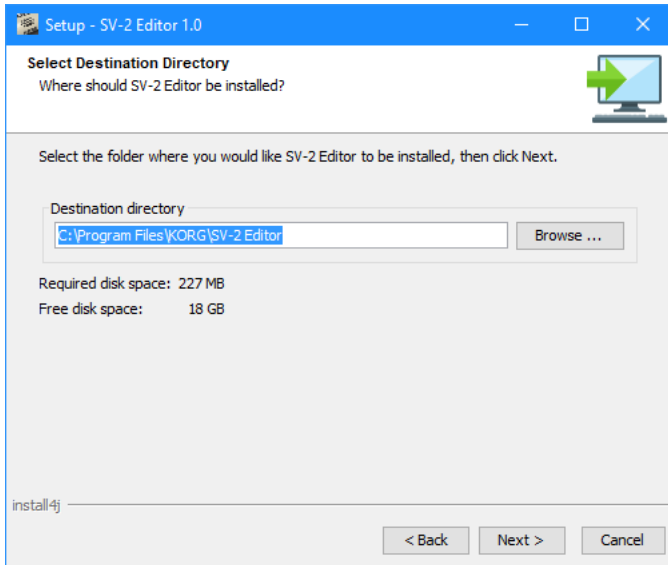 Setup - SV-2 Editor 1.0
Select Destination Directory
Where should SV-2 Editor be installed?
Select the folder where you would like SV-2 Editor to be installed, then click Next.
Destination directory
C:\Program Files\KORG\SV-2 Editor
Browse ...
Required disk space: 227 MB
Free disk space: 18 GB
install4j
< Back Next > Cancel